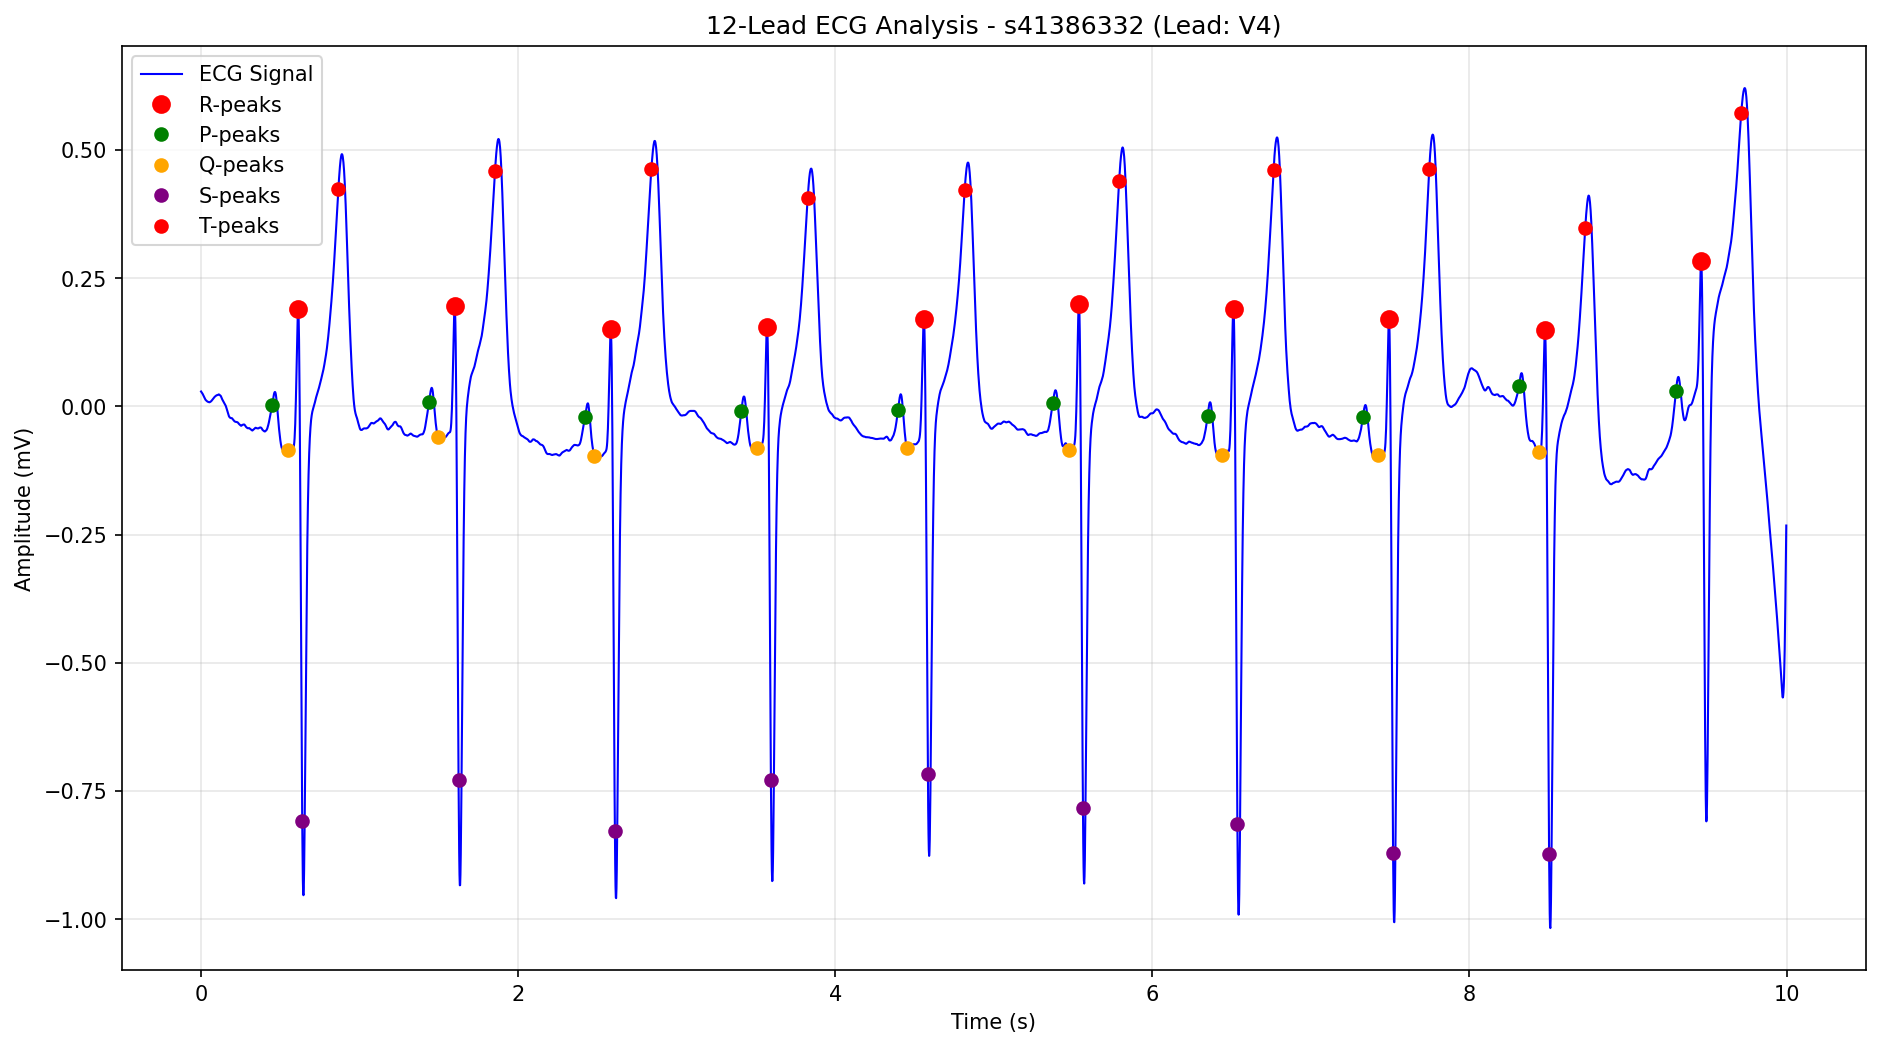 12-Lead ECG Analysis - s41386332 (Lead: V4)
ECG Signal
R-peaks
P-peaks
Q-peaks
S-peaks
T-peaks
Amplitude (mV)
0.50
0.25
0.00
−0.25
−0.50
−0.75
−1.00
0 2 4 6 8 10
Time (s)